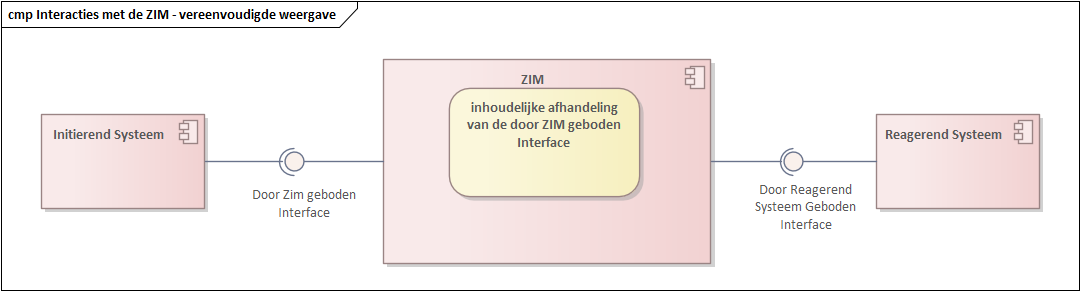 cmp Interacties met de ZIM - vereenvoudigde weergave
ZIM
inhoudelijke afhandeling
van de door ZIM geboden
Interface
Initierend Systeem
Reagerend Systeem
Door Zim geboden
Interface
Door Reagerend
Systeem Geboden
Interface